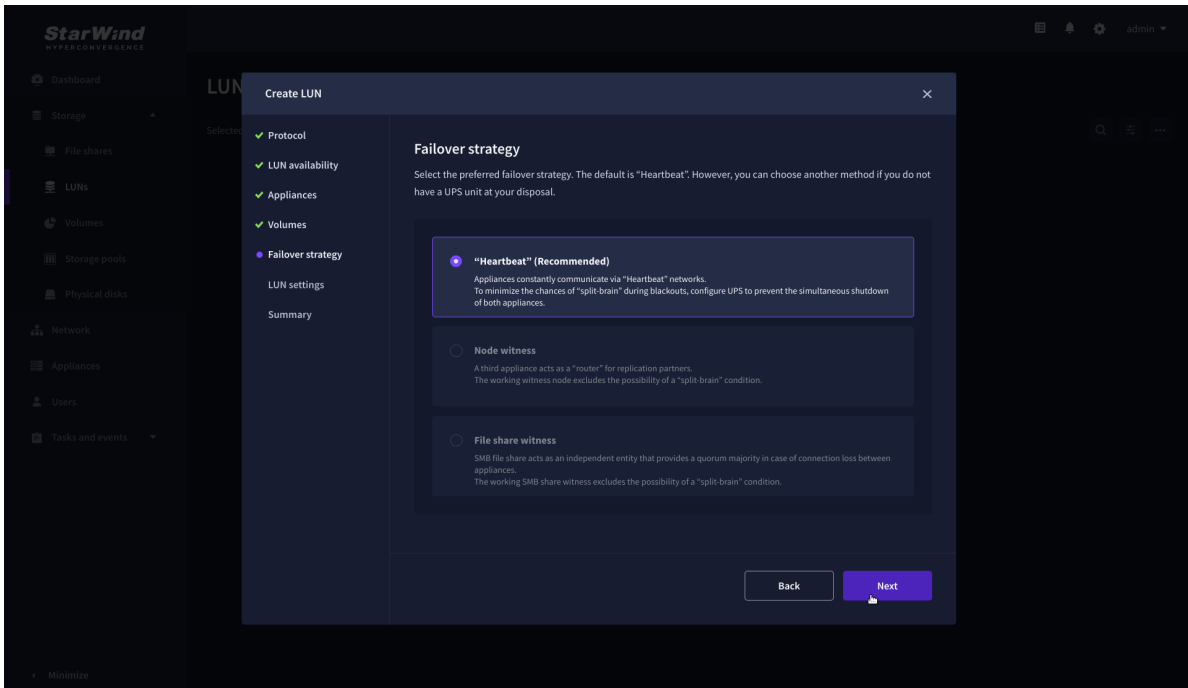 StarWind
HYPERCONVERGENCE
admin
Dashboard
Storage
File shares
LUNs
Volumes
Storage pools
Physical disks
Network
Appliances
Users
Tasks and events
Minimize
LUN
Selected
Create LUN
Protocol
LUN availability
Appliances
Volumes
Failover strategy
LUN settings
Summary
Failover strategy
Select the preferred failover strategy. The default is “Heartbeat”. However, you can choose another method if you do not
have a UPS unit at your disposal.
“Heartbeat” (Recommended)
Appliances constantly communicate via “Heartbeat” networks.
To minimize the chances of “split-brain” during blackouts, configure UPS to prevent the simultaneous shutdown
of both appliances.
Node witness
A third appliance acts as a “router” for replication partners.
The working witness node excludes the possibility of a “split-brain” condition.
File share witness
SMB file share acts as an independent entity that provides a quorum majority in case of connection loss between
appliances.
The working SMB share witness excludes the possibility of a “split-brain” condition.
Back
Next